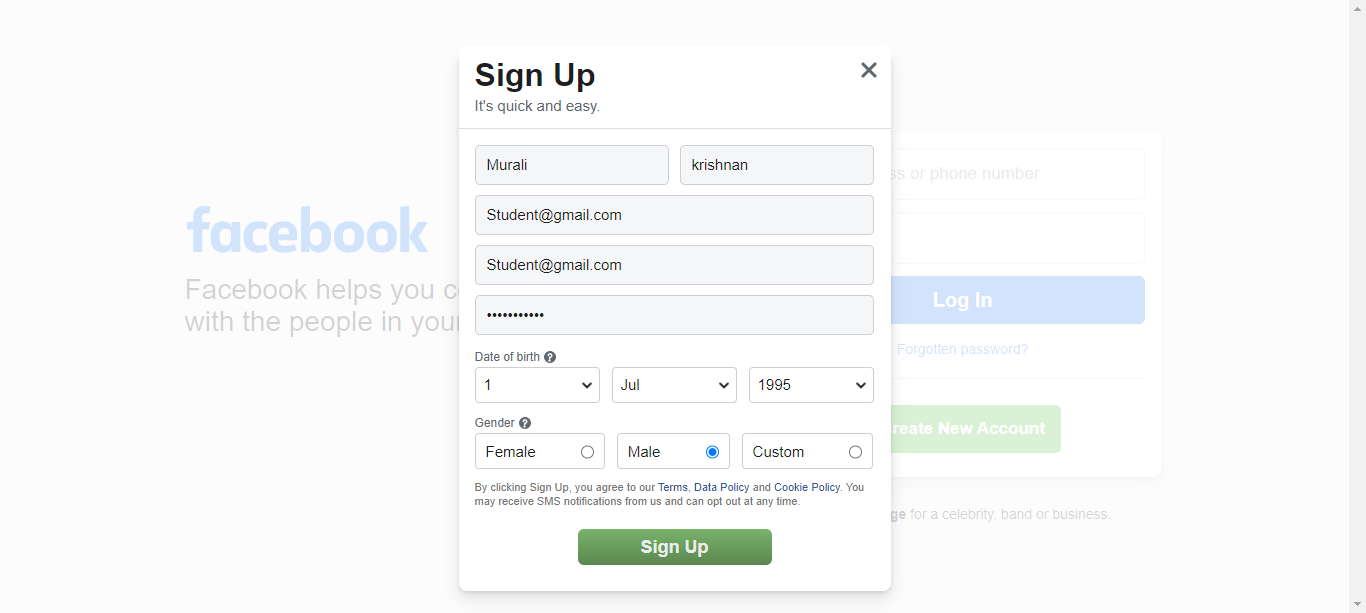 Sign Up
It's quick and easy.
Murali krishnan
Student@gmail.com
Student@gmail.com
•••••••••••
Date of birth ?
1 Jul 1995
Gender ?
Female Male Custom
By clicking Sign Up, you agree to our Terms, Data Policy and Cookie Policy. You
may receive SMS notifications from us and can opt out at any time.
Sign Up
facebook
Facebook helps you c
with the people in your
or phone number
Log In
Forgotten password?
reate New Account
for a celebrity, band or business.